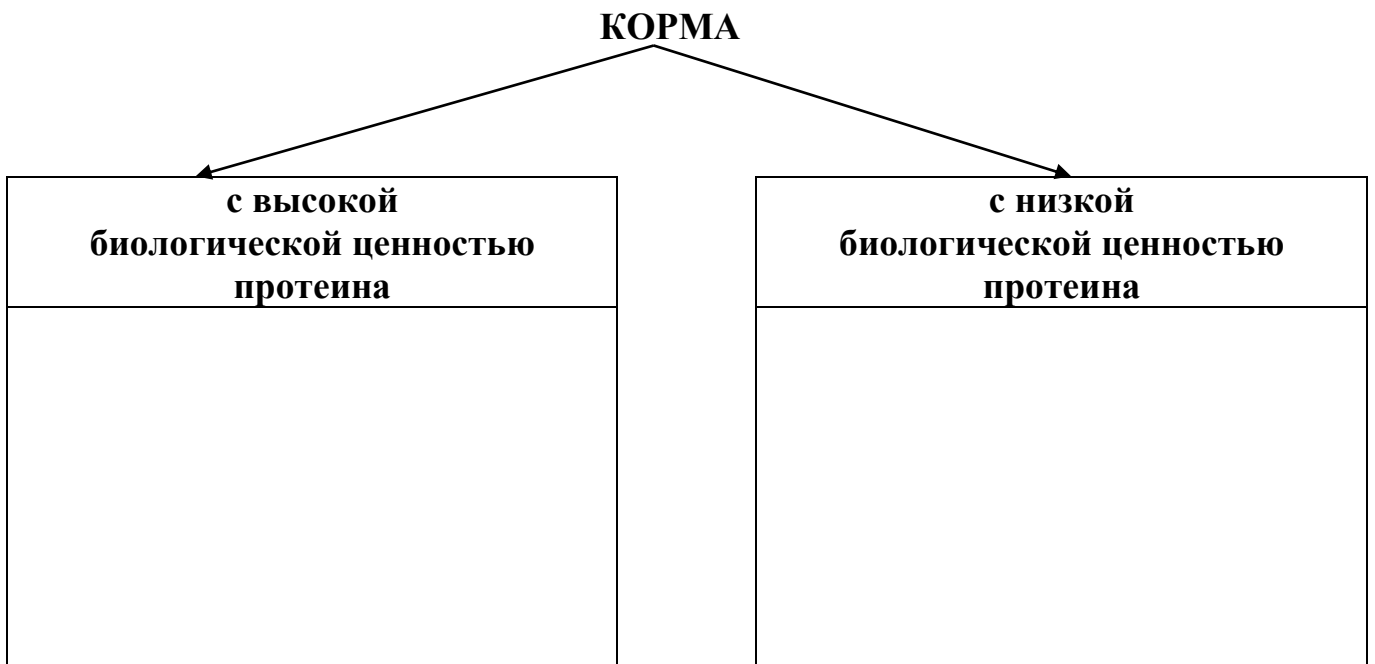 КОРМА
с высокой
биологической ценностью
протеина
с низкой
биологической ценностью
протеина